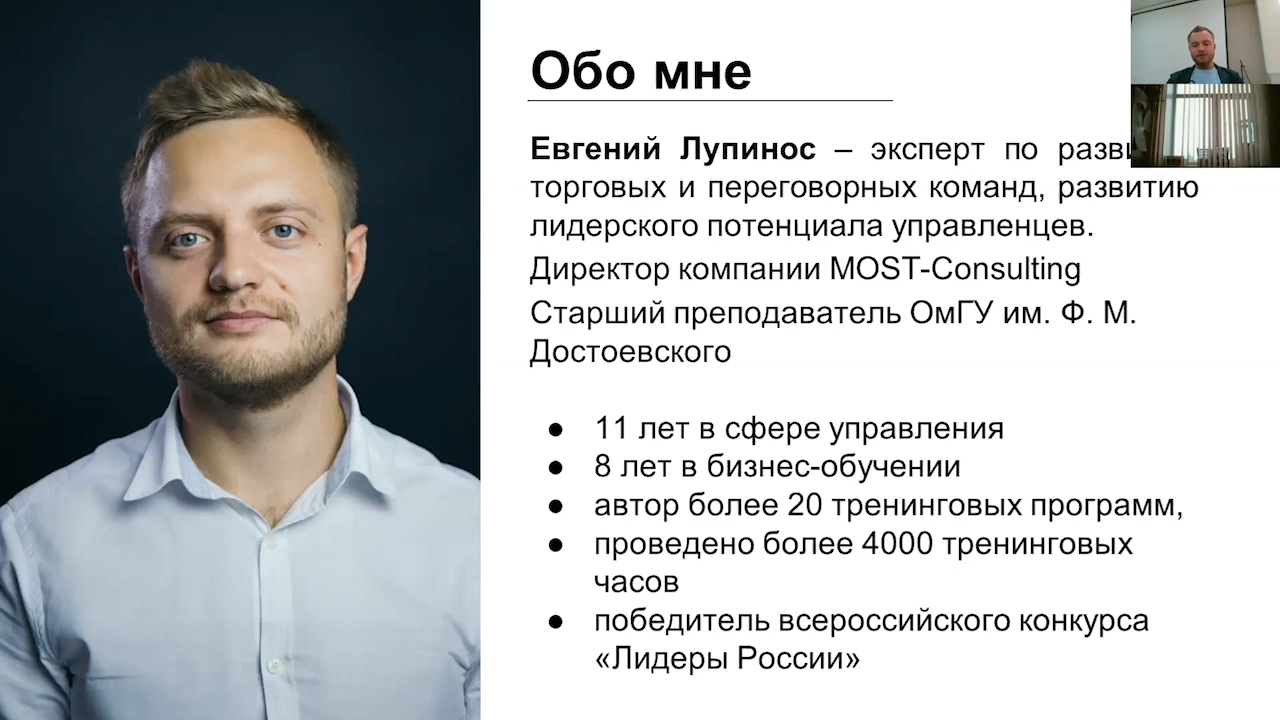 Обо мне
Евгений Лупинос – эксперт по
торговых и переговорных команд, развитию
лидерского потенциала управленцев.
Директор компании MOST-Consulting
Старший преподаватель ОмГУ им. Ф. М.
Достоевского
● 11 лет в сфере управления
● 8 лет в бизнес-обучении
● автор более 20 тренинговых программ,
● проведено более 4000 тренинговых
часов
● победитель всероссийского конкурса
«Лидеры России»